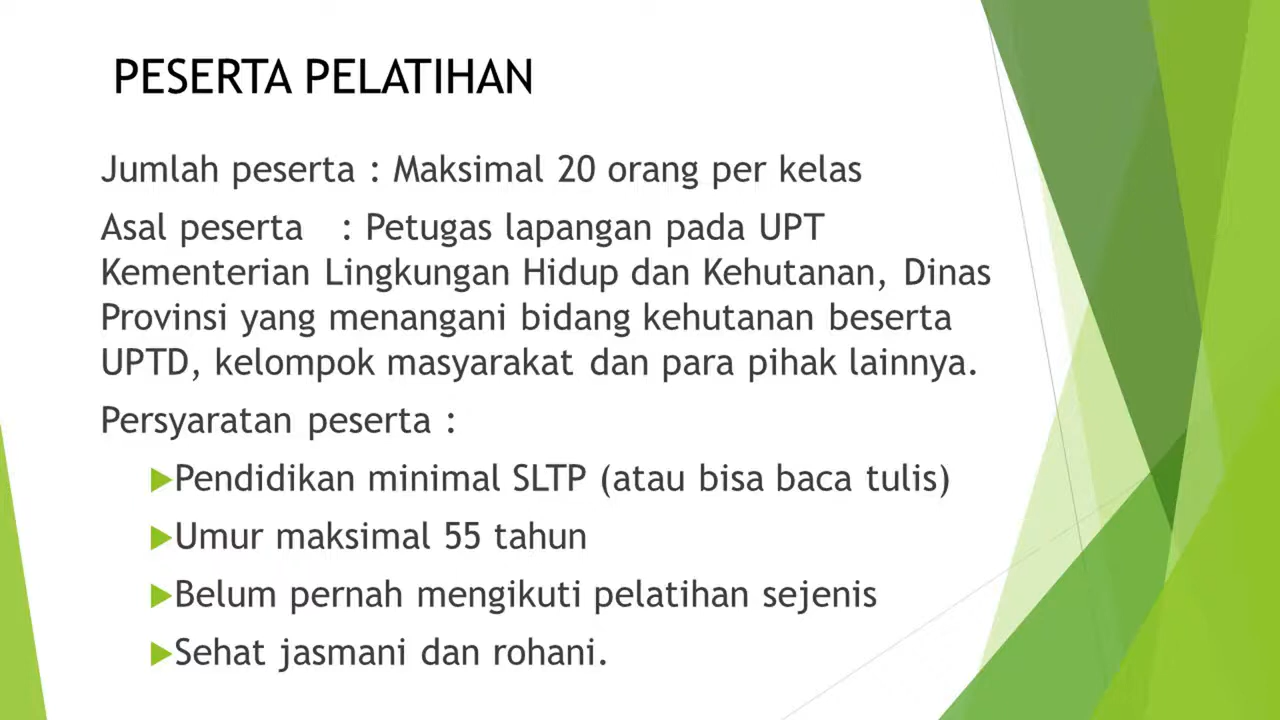 PESERTA PELATIHAN
Jumlah peserta : Maksimal 20 orang per kelas
Asal peserta : Petugas lapangan pada UPT
Kementerian Lingkungan Hidup dan Kehutanan, Dinas
Provinsi yang menangani bidang kehutanan beserta
UPTD, kelompok masyarakat dan para pihak lainnya.
Persyaratan peserta :
Pendidikan minimal SLTP (atau bisa baca tulis)
Umur maksimal 55 tahun
Belum pernah mengikuti pelatihan sejenis
Sehat jasmani dan rohani.